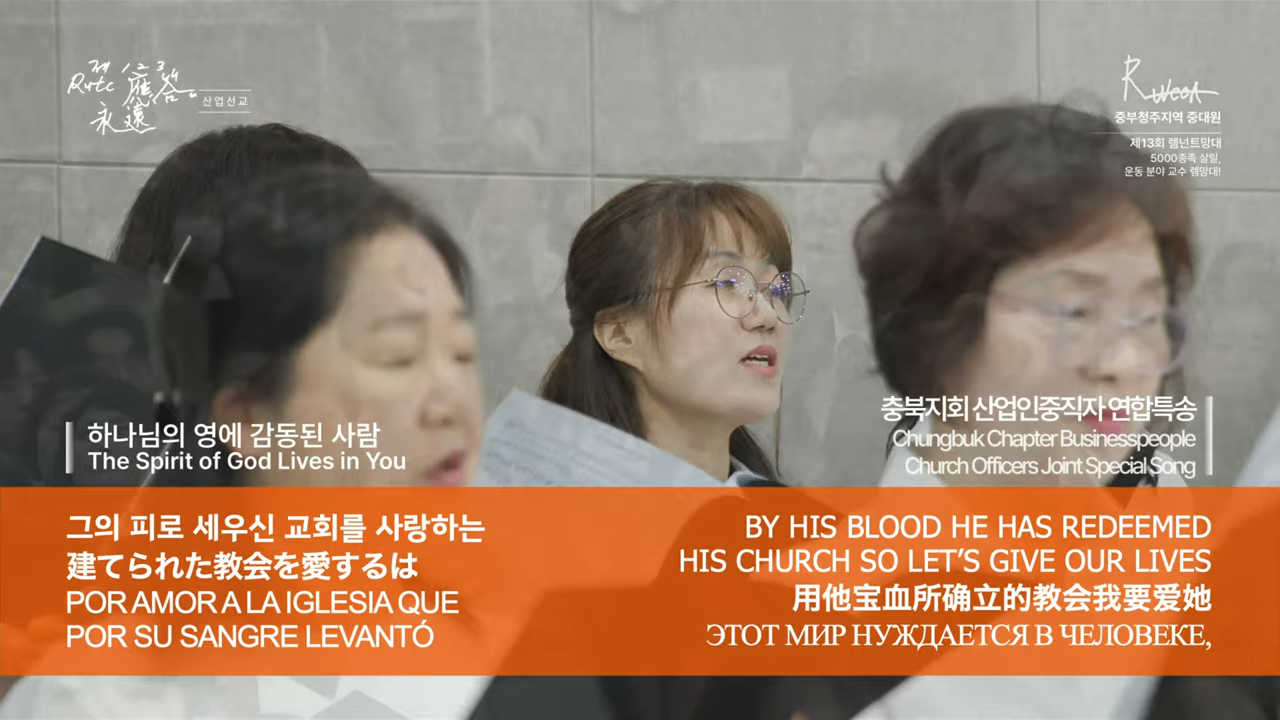 Rutc 應答
永遠
산업선교
R Week
중부청주지역 중대원
제13회 렘넌트망대
5000종족 살릴,
운동 분야 교수 렘망대!
하나님의 영에 감동된 사람
The Spirit of God Lives in You
충북지회 산업인중직자 연합특송
Chungbuk Chapter Businesspeople
Church Officers Joint Special Song
그의 피로 세우신 교회를 사랑하는
建てられた教会を愛するは
POR AMOR A LA IGLESIA QUE
POR SU SANGRE LEVANTÓ
BY HIS BLOOD HE HAS REDEEMED
HIS CHURCH SO LET'S GIVE OUR LIVES
用他宝血所确立的教会我要爱她
ЭТОТ МИР НУЖДАЕТСЯ В ЧЕЛОВЕКЕ,